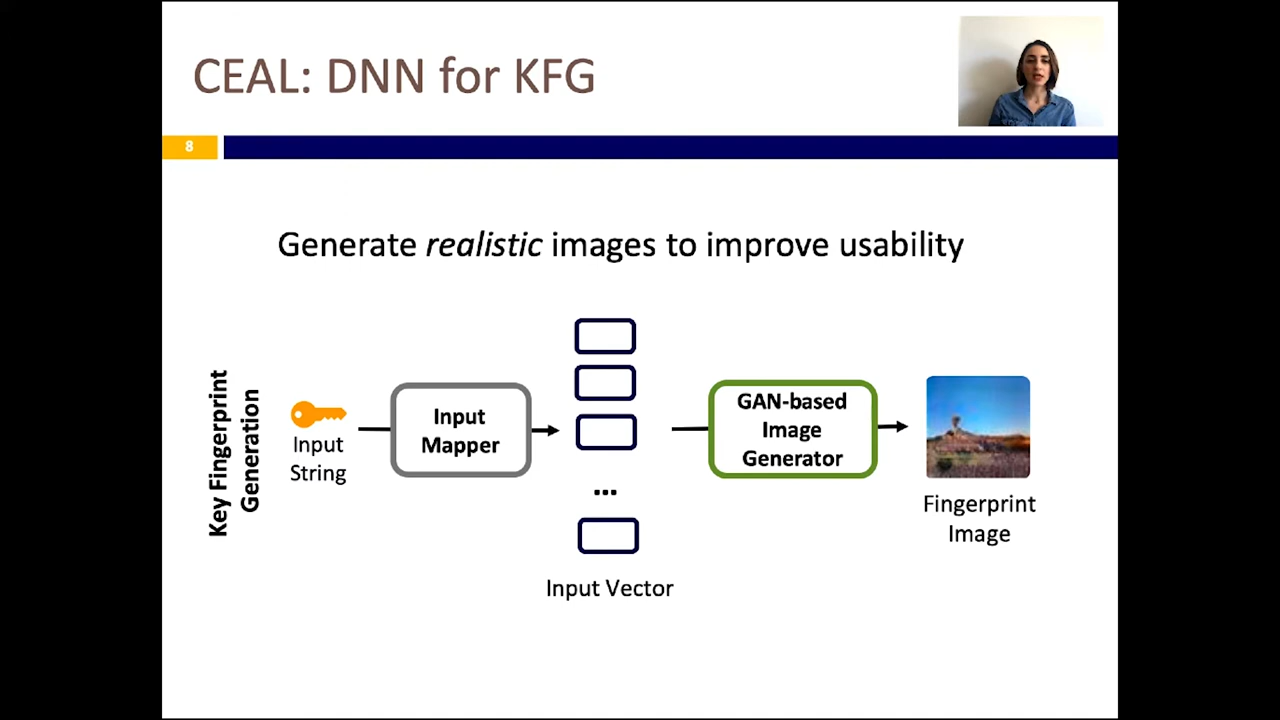 CEAL: DNN for KFG
8
Generate realistic images to improve usability
Key Fingerprint
Generation
Input
String
Input
Mapper
...
Input Vector
GAN-based
Image
Generator
Fingerprint
Image